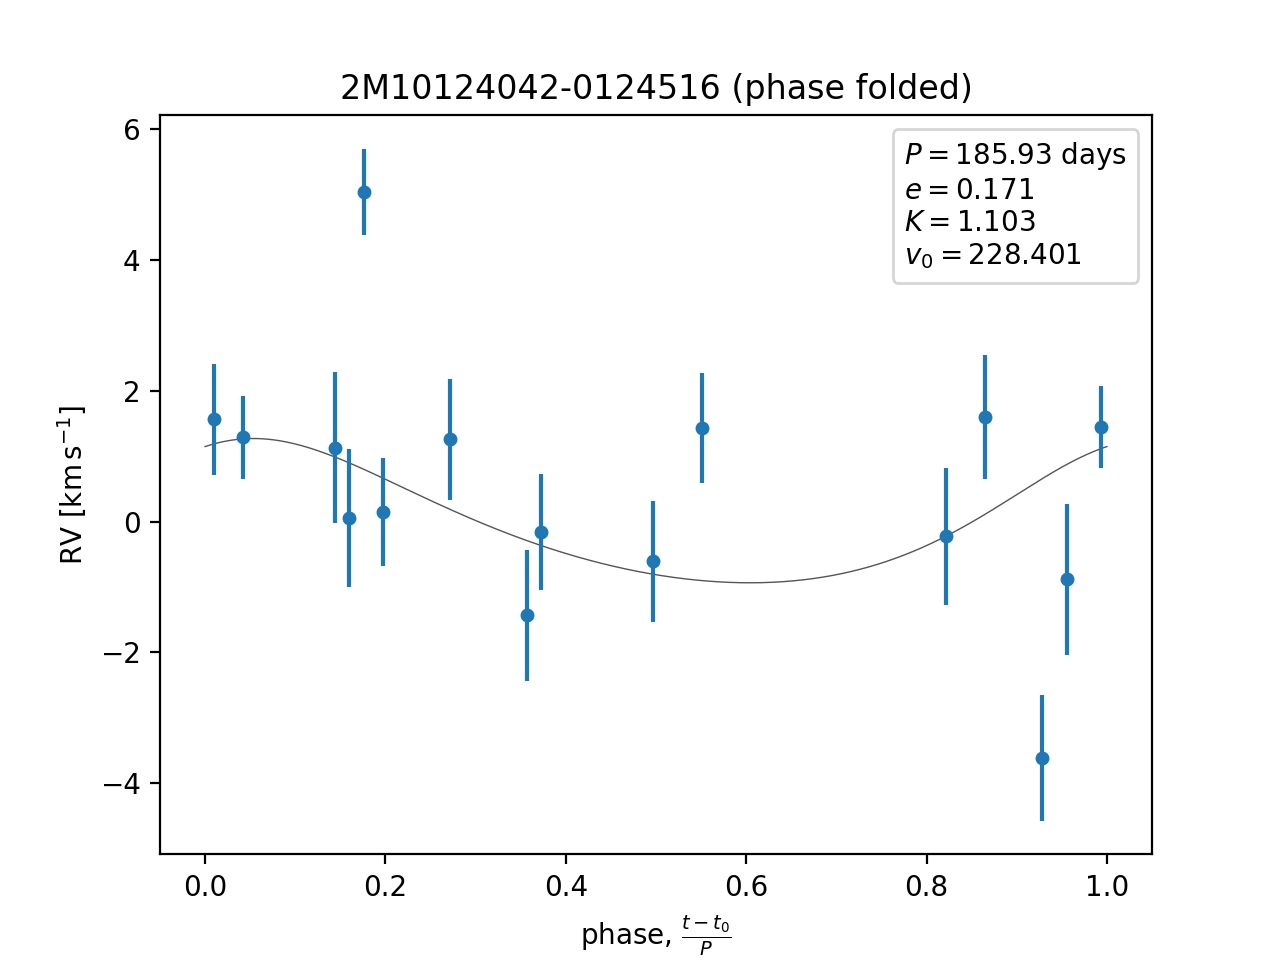 2M10124042-0124516 (phase folded)
P = 185.93 days
e = 0.171
K = 1.103
v₀ = 228.401
6
4
2
0
−2
−4
RV [km s⁻¹]
0.0 0.2 0.4 0.6 0.8 1.0
phase, (t − t₀)/P